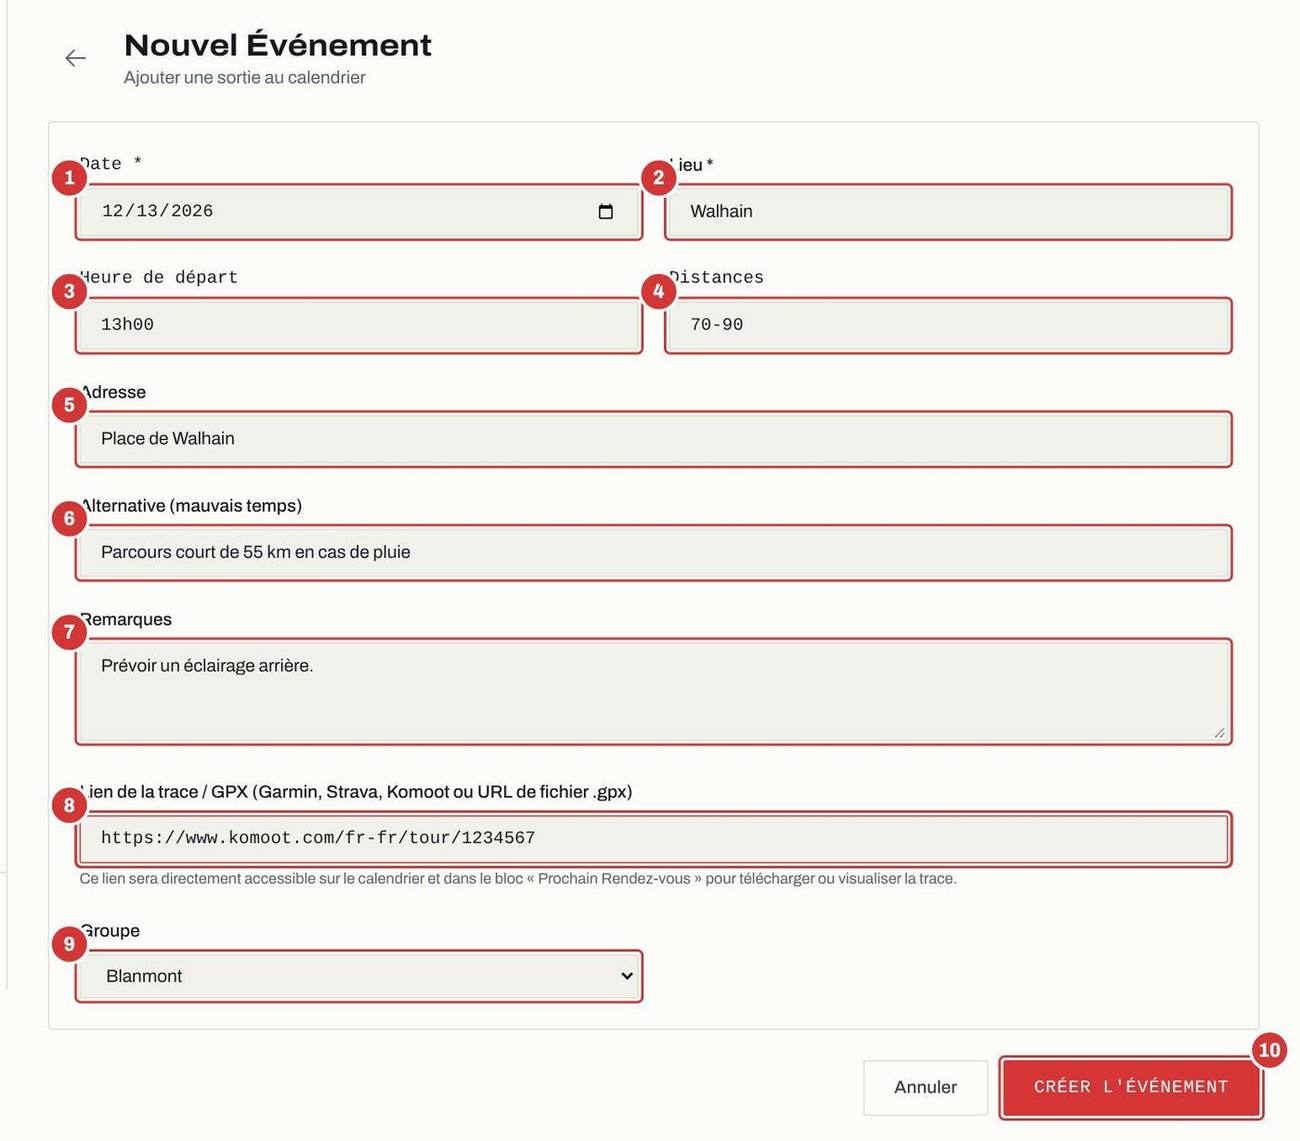 Nouvel Événement
Ajouter une sortie au calendrier
Date *
Lieu *
1
2
12/13/2026
Walhain
Heure de départ
Distances
3
4
13h00
70-90
Adresse
5
Place de Walhain
Alternative (mauvais temps)
6
Parcours court de 55 km en cas de pluie
Remarques
7
Prévoir un éclairage arrière.
Lien de la trace / GPX (Garmin, Strava, Komoot ou URL de fichier .gpx)
8
https://www.komoot.com/fr-fr/tour/1234567
Ce lien sera directement accessible sur le calendrier et dans le bloc « Prochain Rendez-vous » pour télécharger ou visualiser la trace.
Groupe
9
Blanmont
10
Annuler
CRÉER L'ÉVÉNEMENT